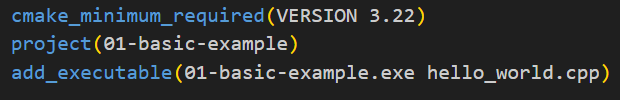 cmake_minimum_required(VERSION 3.22)
project(01-basic-example)
add_executable(01-basic-example.exe hello_world.cpp)